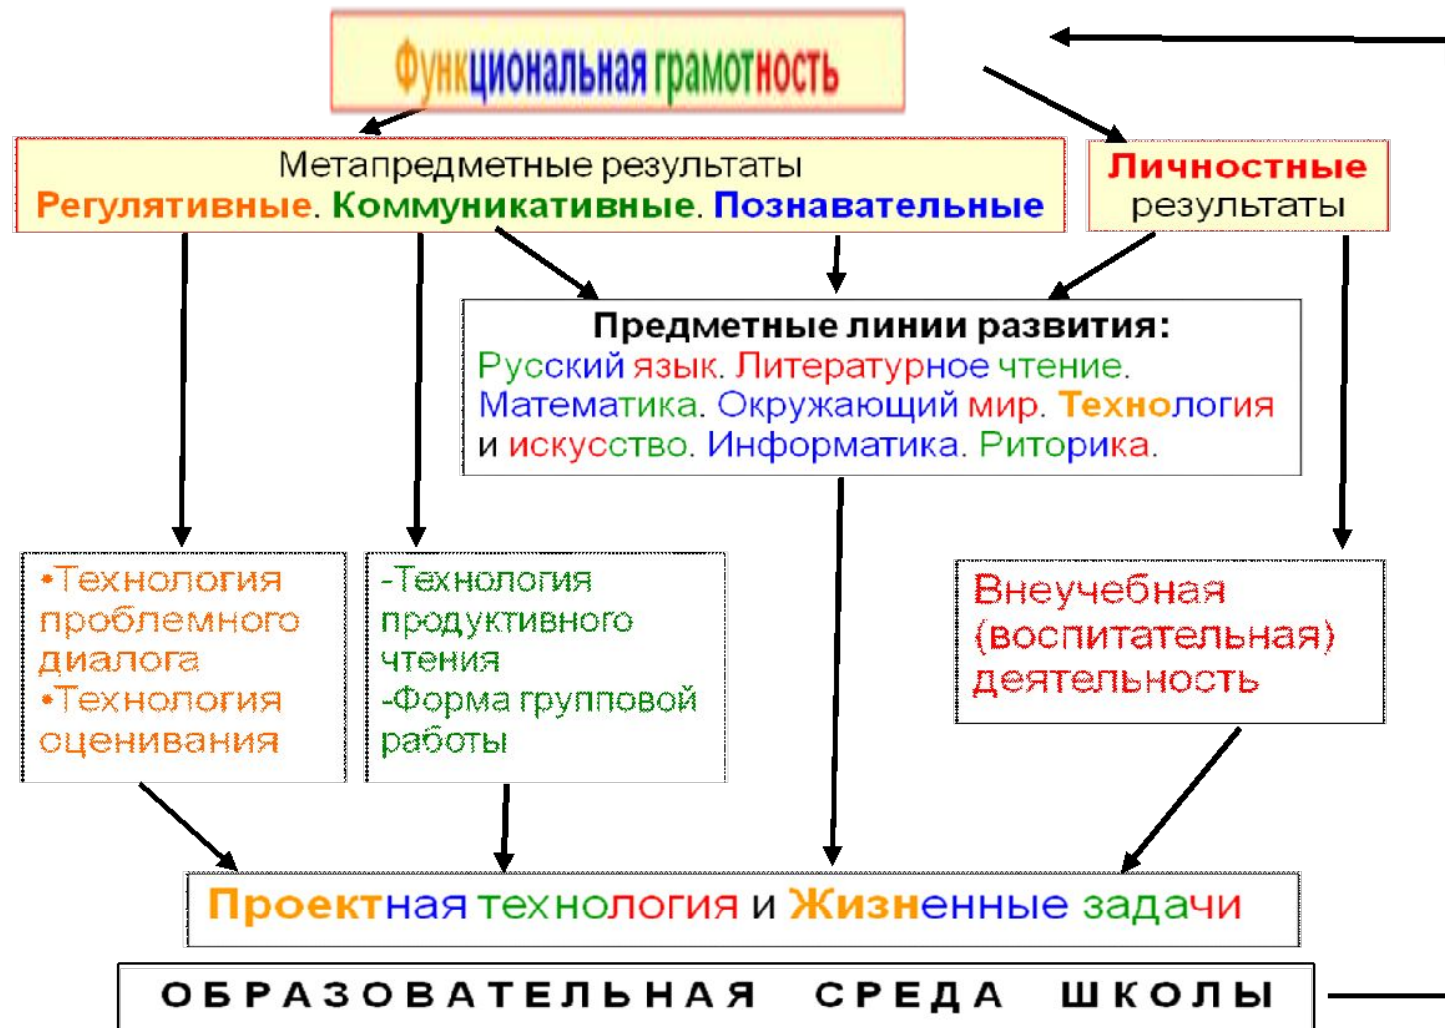 Функциональная грамотность
Метапредметные результаты
Регулятивные. Коммуникативные. Познавательные
Личностные
результаты
Предметные линии развития:
Русский язык. Литературное чтение.
Математика. Окружающий мир. Технология
и искусство. Информатика. Риторика.
•Технология
проблемного
диалога
•Технология
оценивания
-Технология
продуктивного
чтения
-Форма групповой
работы
Внеучебная
(воспитательная)
деятельность
Проектная технология и Жизненные задачи
ОБРАЗОВАТЕЛЬНАЯ СРЕДА ШКОЛЫ